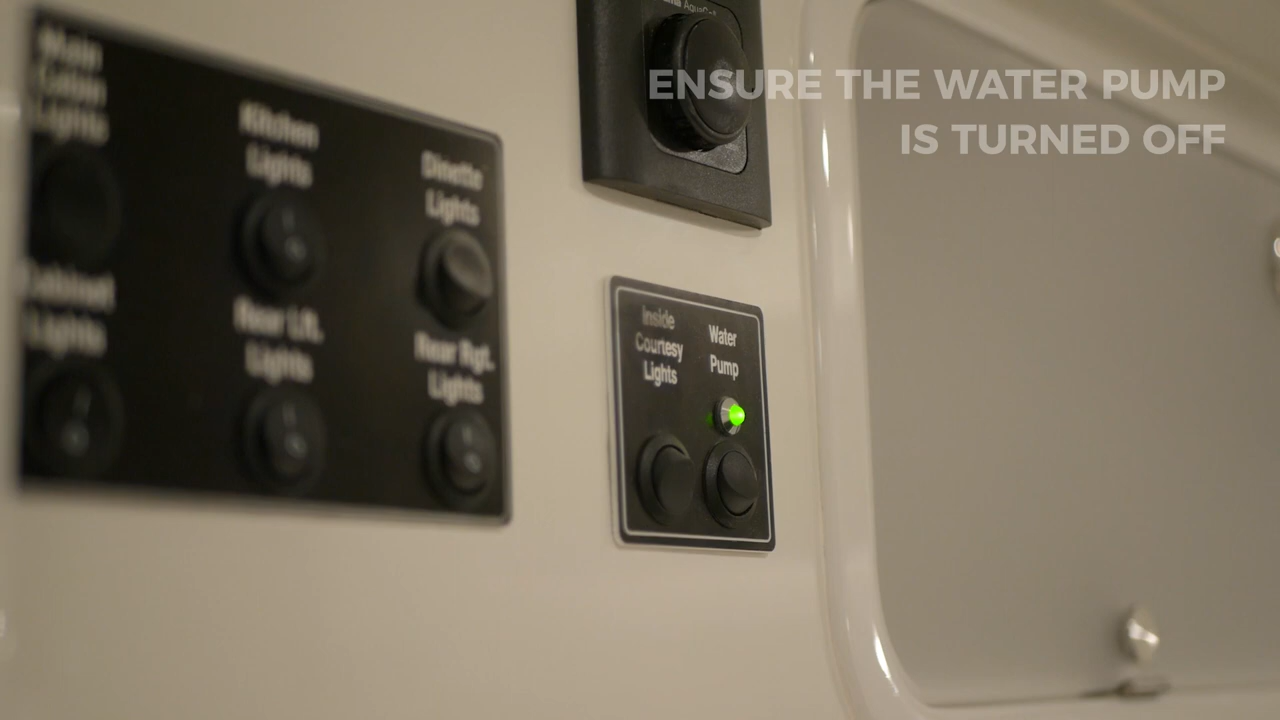 ENSURE THE WATER PUMP
IS TURNED OFF
Main
Cabin
Lights
Kitchen
Lights
Dinette
Lights
Cabinet
Lights
Rear Lft.
Lights
Rear Rgt.
Lights
Inside
Courtesy
Lights
Water
Pump